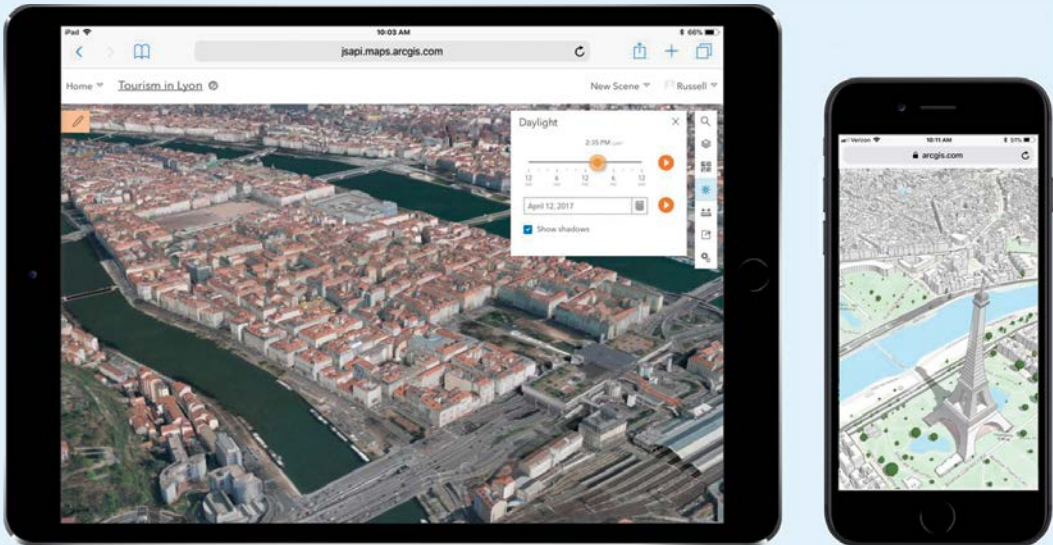 iPad
10:03 AM
66%
jsapi.maps.arcgis.com
Home
Tourism in Lyon
New Scene
Russell
Daylight
2:35 PM
12 6 12 6 12
April 12, 2017
Show shadows
Verizon
10:11 AM
51%
arcgis.com